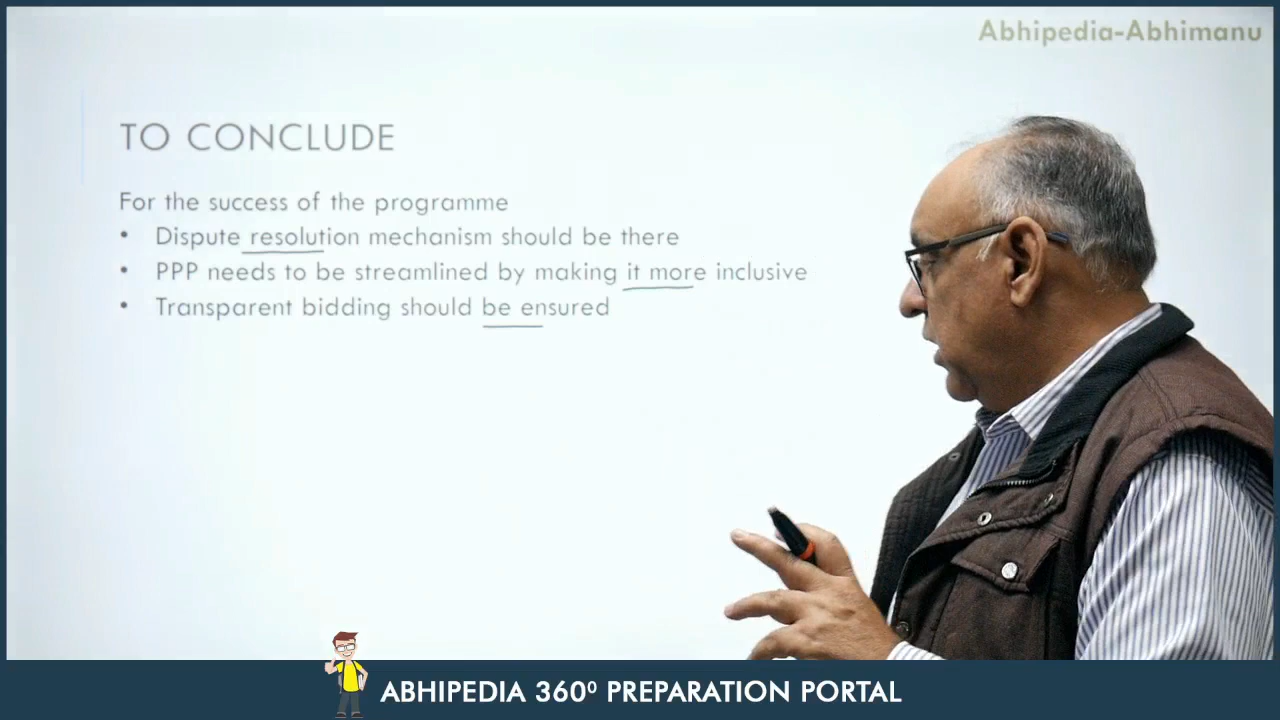 Abhipedia-Abhimanu
TO CONCLUDE
For the success of the programme
• Dispute resolution mechanism should be there
• PPP needs to be streamlined by making it more inclusive
• Transparent bidding should be ensured
ABHIPEDIA 360⁰ PREPARATION PORTAL